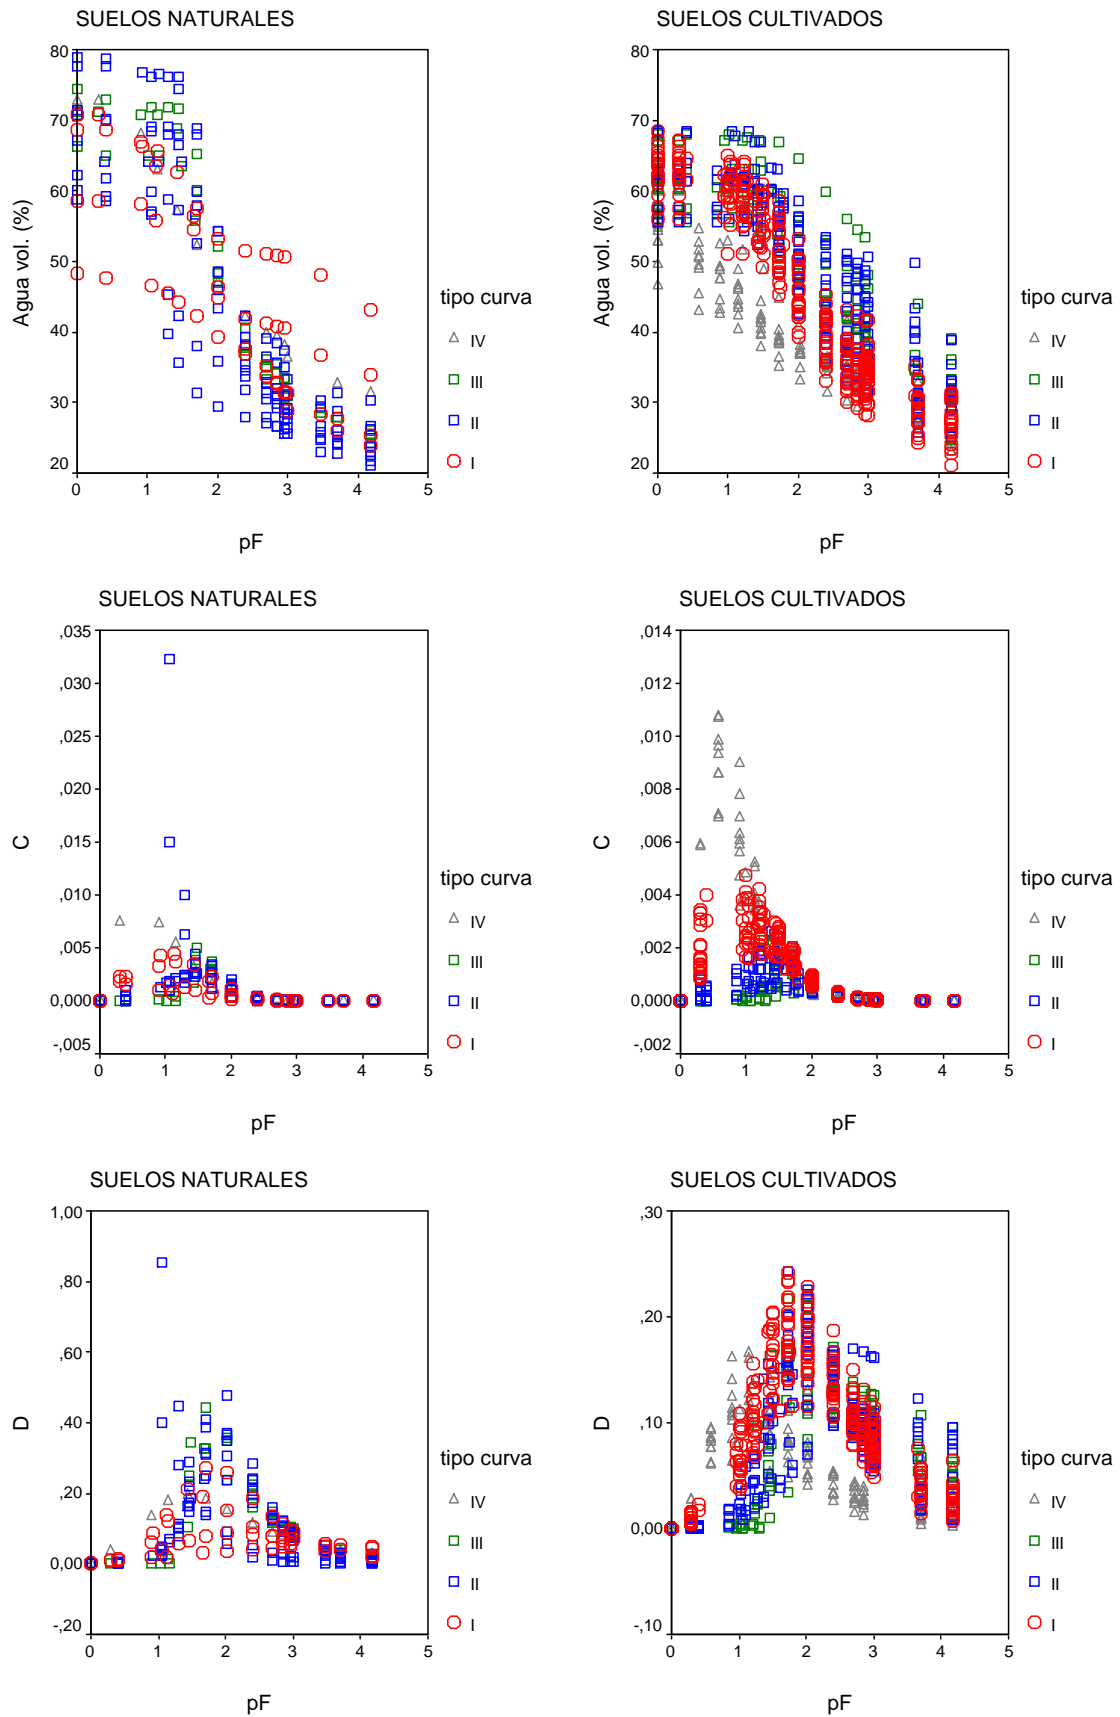 SUELOS NATURALES
80
70
60
50
40
30
20
0 1 2 3 4 5
Agua vol. (%)
pF
tipo curva
IV
III
II
I
SUELOS CULTIVADOS
80
70
60
50
40
30
20
0 1 2 3 4 5
Agua vol. (%)
pF
tipo curva
IV
III
II
I
SUELOS NATURALES
,035
,030
,025
,020
,015
,010
,005
0,000
-,005
0 1 2 3 4 5
C
pF
tipo curva
IV
III
II
I
SUELOS CULTIVADOS
,014
,012
,010
,008
,006
,004
,002
0,000
-,002
0 1 2 3 4 5
C
pF
tipo curva
IV
III
II
I
SUELOS NATURALES
1,00
,80
,60
,40
,20
0,00
-,20
0 1 2 3 4 5
D
pF
tipo curva
IV
III
II
I
SUELOS CULTIVADOS
,30
,20
,10
0,00
-,10
0 1 2 3 4 5
D
pF
tipo curva
IV
III
II
I